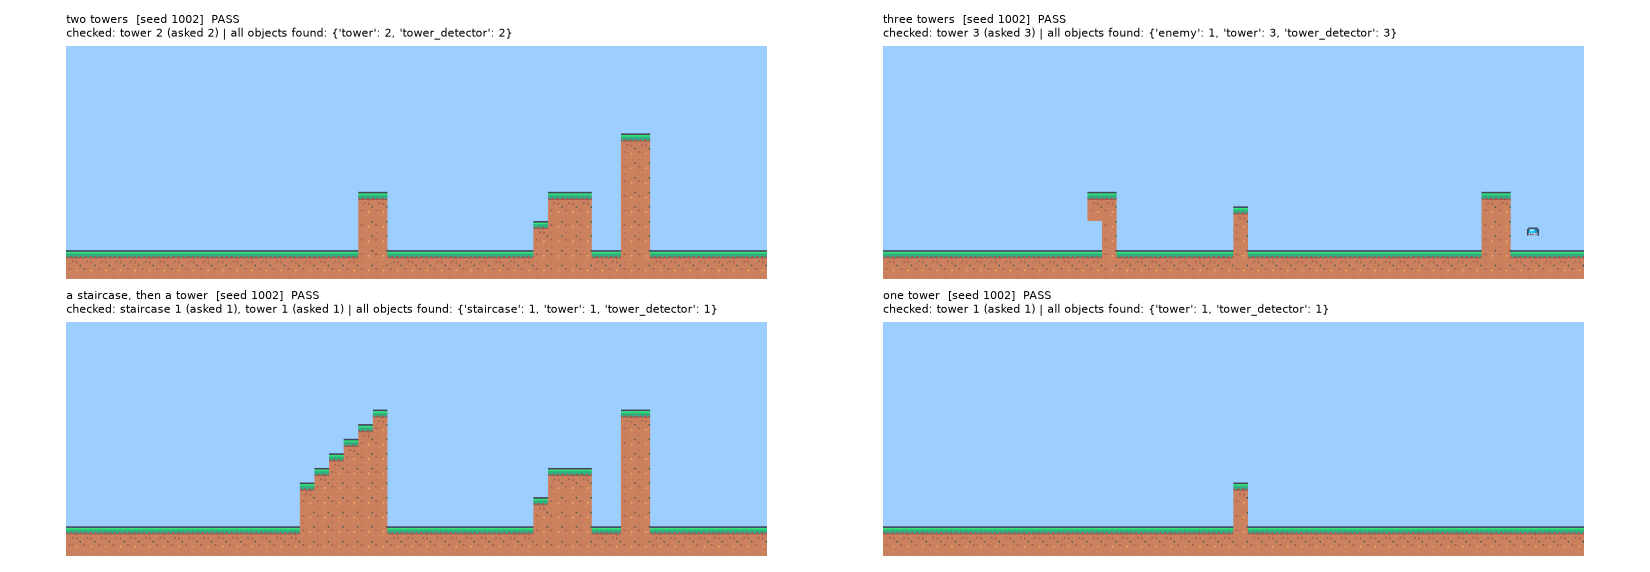 two towers  [seed 1002]  PASS
checked: tower 2 (asked 2) | all objects found: {'tower': 2, 'tower_detector': 2}
three towers  [seed 1002]  PASS
checked: tower 3 (asked 3) | all objects found: {'enemy': 1, 'tower': 3, 'tower_detector': 3}
a staircase, then a tower  [seed 1002]  PASS
checked: staircase 1 (asked 1), tower 1 (asked 1) | all objects found: {'staircase': 1, 'tower': 1, 'tower_detector': 1}
one tower  [seed 1002]  PASS
checked: tower 1 (asked 1) | all objects found: {'tower': 1, 'tower_detector': 1}